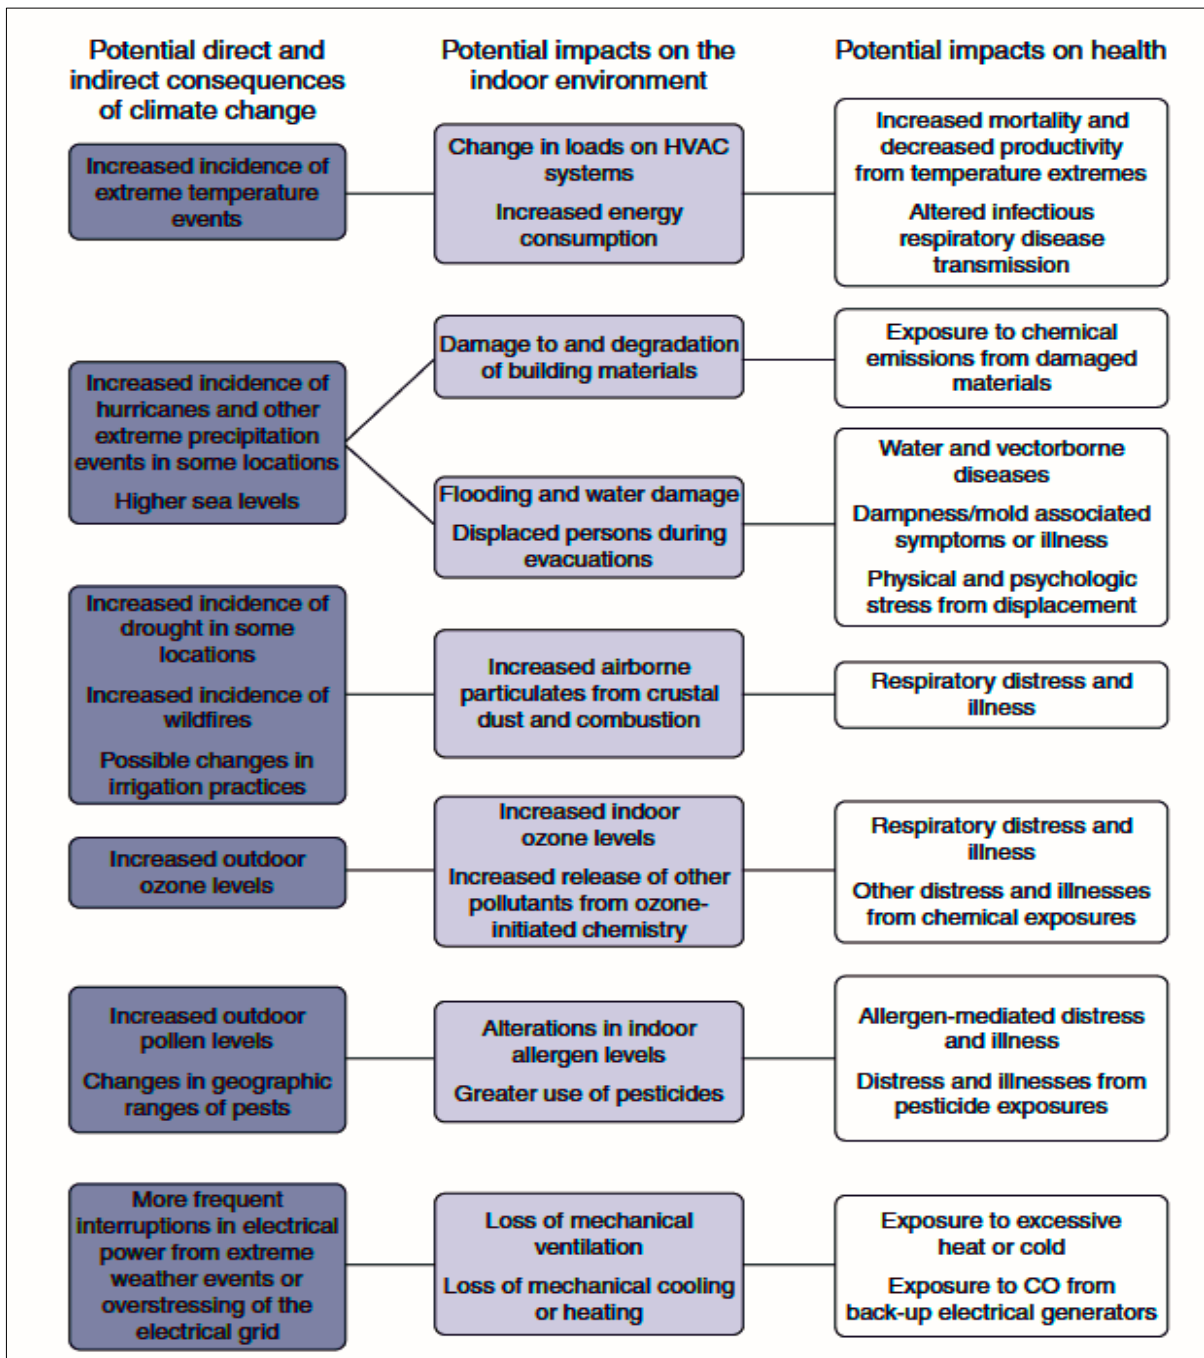 Potential direct and
indirect consequences
of climate change
Potential impacts on the
indoor environment
Potential impacts on health
Increased incidence of
extreme temperature
events
Change in loads on HVAC
systems
Increased energy
consumption
Increased mortality and
decreased productivity
from temperature extremes
Altered infectious
respiratory disease
transmission
Increased incidence of
hurricanes and other
extreme precipitation
events in some locations
Higher sea levels
Damage to and degradation
of building materials
Exposure to chemical
emissions from damaged
materials
Flooding and water damage
Displaced persons during
evacuations
Water and vectorborne
diseases
Dampness/mold associated
symptoms or illness
Physical and psychologic
stress from displacement
Increased incidence of
drought in some
locations
Increased incidence of
wildfires
Possible changes in
irrigation practices
Increased airborne
particulates from crustal
dust and combustion
Respiratory distress and
illness
Increased outdoor
ozone levels
Increased indoor
ozone levels
Increased release of other
pollutants from ozone-
initiated chemistry
Respiratory distress and
illness
Other distress and illnesses
from chemical exposures
Increased outdoor
pollen levels
Changes in geographic
ranges of pests
Alterations in indoor
allergen levels
Greater use of pesticides
Allergen-mediated distress
and illness
Distress and illnesses from
pesticide exposures
More frequent
interruptions in electrical
power from extreme
weather events or
overstressing of the
electrical grid
Loss of mechanical
ventilation
Loss of mechanical cooling
or heating
Exposure to excessive
heat or cold
Exposure to CO from
back-up electrical generators